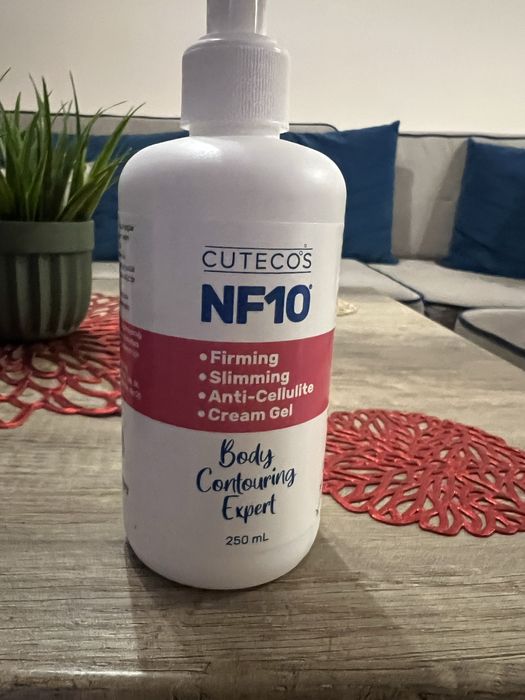 CUTECO'S
NF10®
•Firming
•Slimming
•Anti-Cellulite
•Cream Gel
Body
Contouring
Expert
250 mL